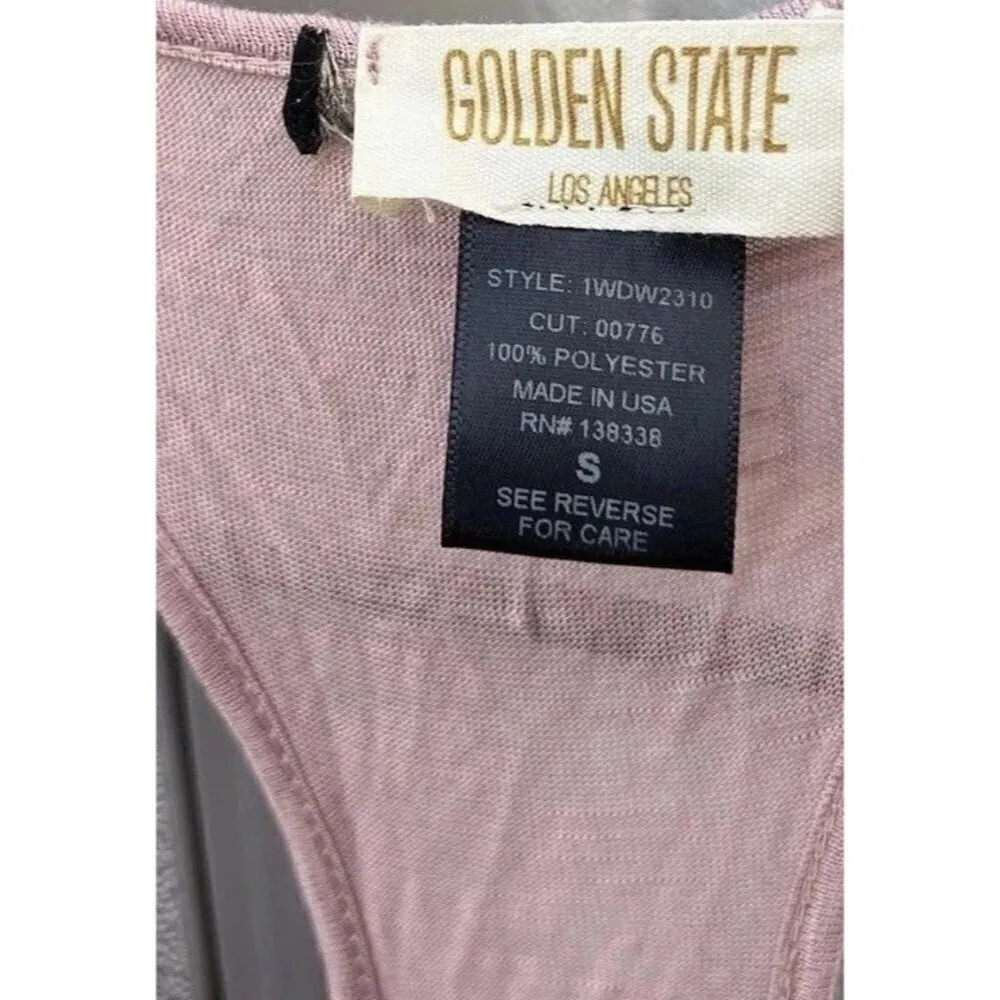 GOLDEN STATE
LOS ANGELES
STYLE: 1WDW2310
CUT: 00776
100% POLYESTER
MADE IN USA
RN# 138338
S
SEE REVERSE
FOR CARE